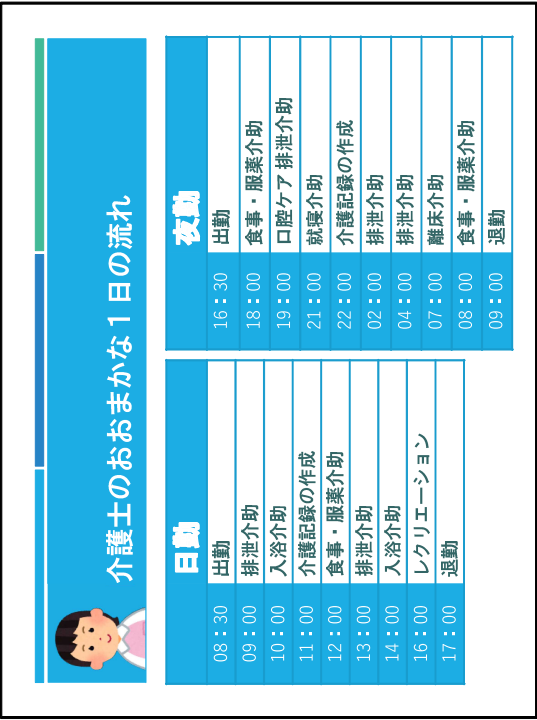 介護士のおおまかな１日の流れ
日勤
08：30 出勤
09：00 排泄介助
10：00 入浴介助
11：00 介護記録の作成
12：00 食事・服薬介助
13：00 排泄介助
14：00 入浴介助
16：00 レクリエーション
17：00 退勤
夜勤
16：30 出勤
18：00 食事・服薬介助
19：00 口腔ケア 排泄介助
21：00 就寝介助
22：00 介護記録の作成
02：00 排泄介助
04：00 排泄介助
07：00 離床介助
08：00 食事・服薬介助
09：00 退勤